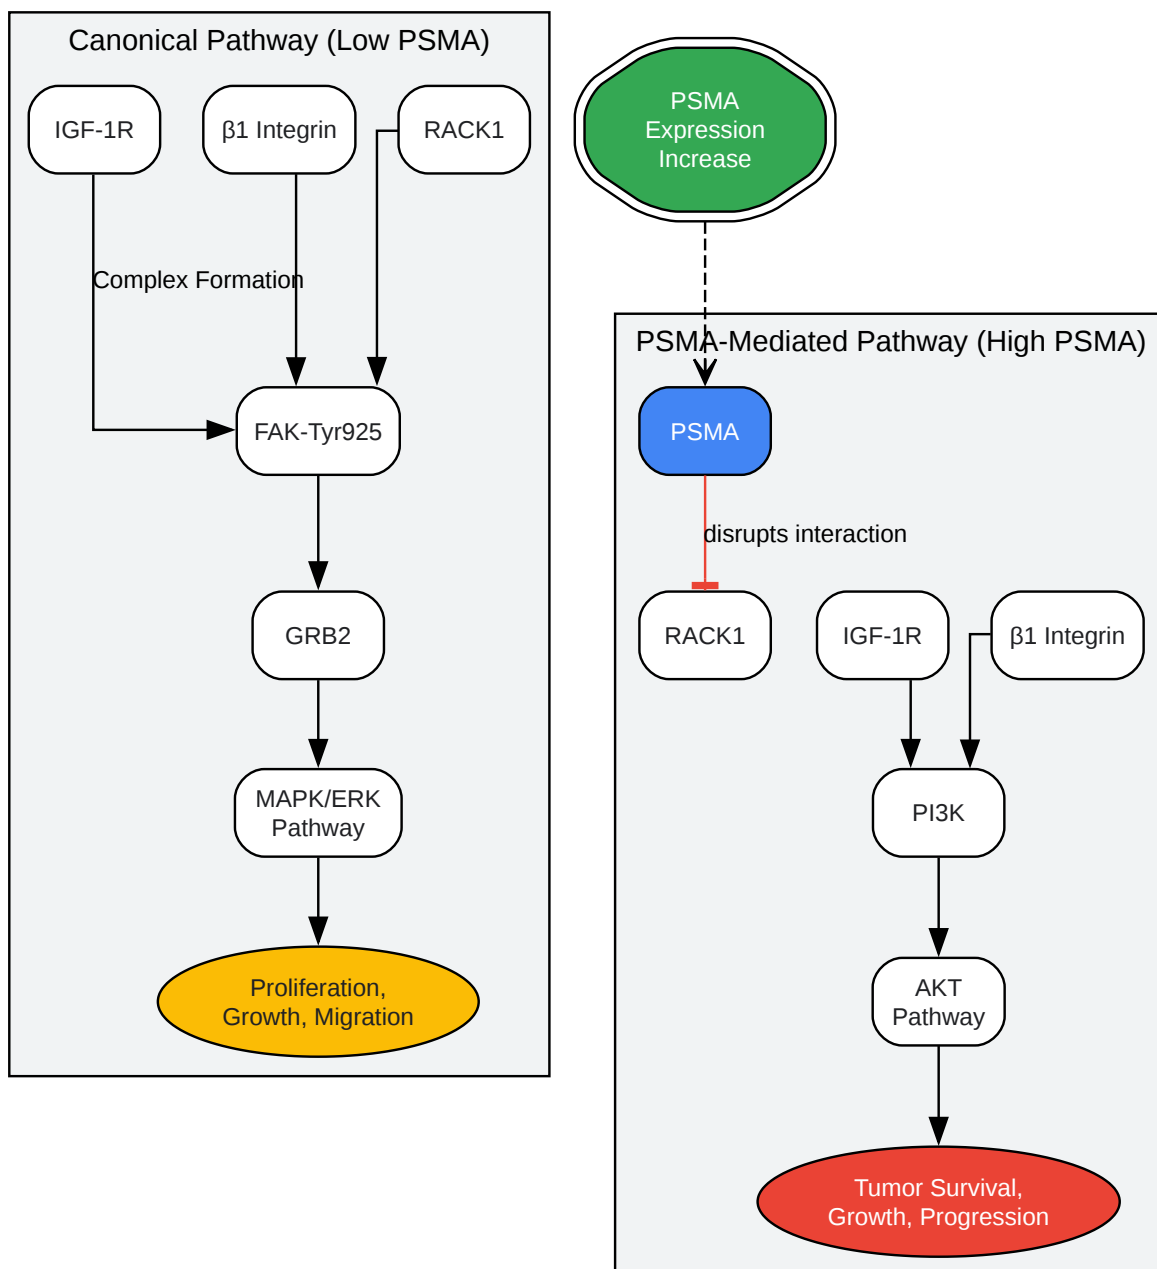 Canonical Pathway (Low PSMA)
IGF-1R
β1 Integrin
RACK1
Complex Formation
FAK-Tyr925
GRB2
MAPK/ERK
Pathway
Proliferation,
Growth, Migration
PSMA
Expression
Increase
PSMA-Mediated Pathway (High PSMA)
PSMA
disrupts interaction
RACK1
IGF-1R
β1 Integrin
PI3K
AKT
Pathway
Tumor Survival,
Growth, Progression